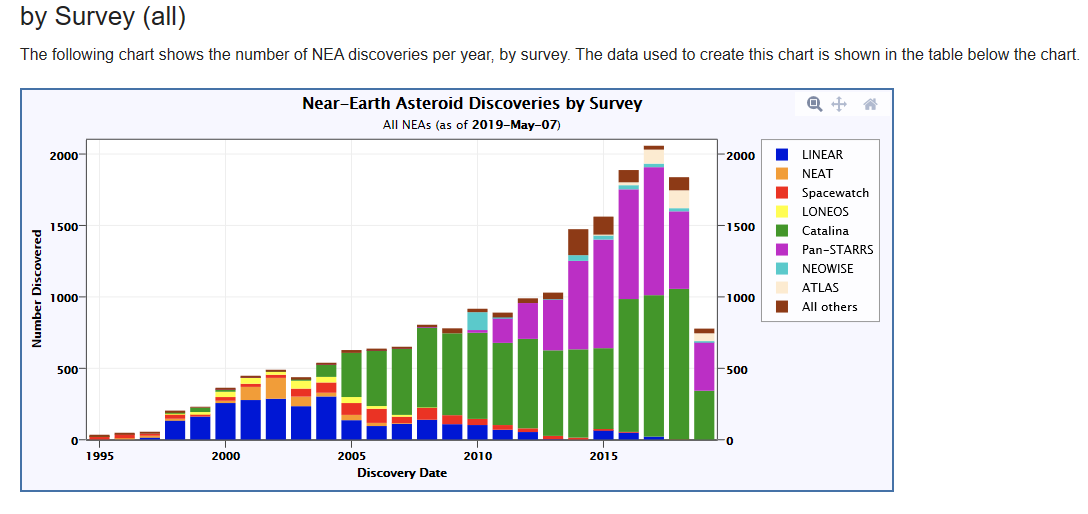 by Survey (all)
The following chart shows the number of NEA discoveries per year, by survey. The data used to create this chart is shown in the table below the chart.
Near-Earth Asteroid Discoveries by Survey
All NEAs (as of 2019-May-07)
Number Discovered
2000
1500
1000
500
0
2000
1500
1000
500
0
1995
2000
2005
2010
2015
Discovery Date
LINEAR
NEAT
Spacewatch
LONEOS
Catalina
Pan-STARRS
NEOWISE
ATLAS
All others